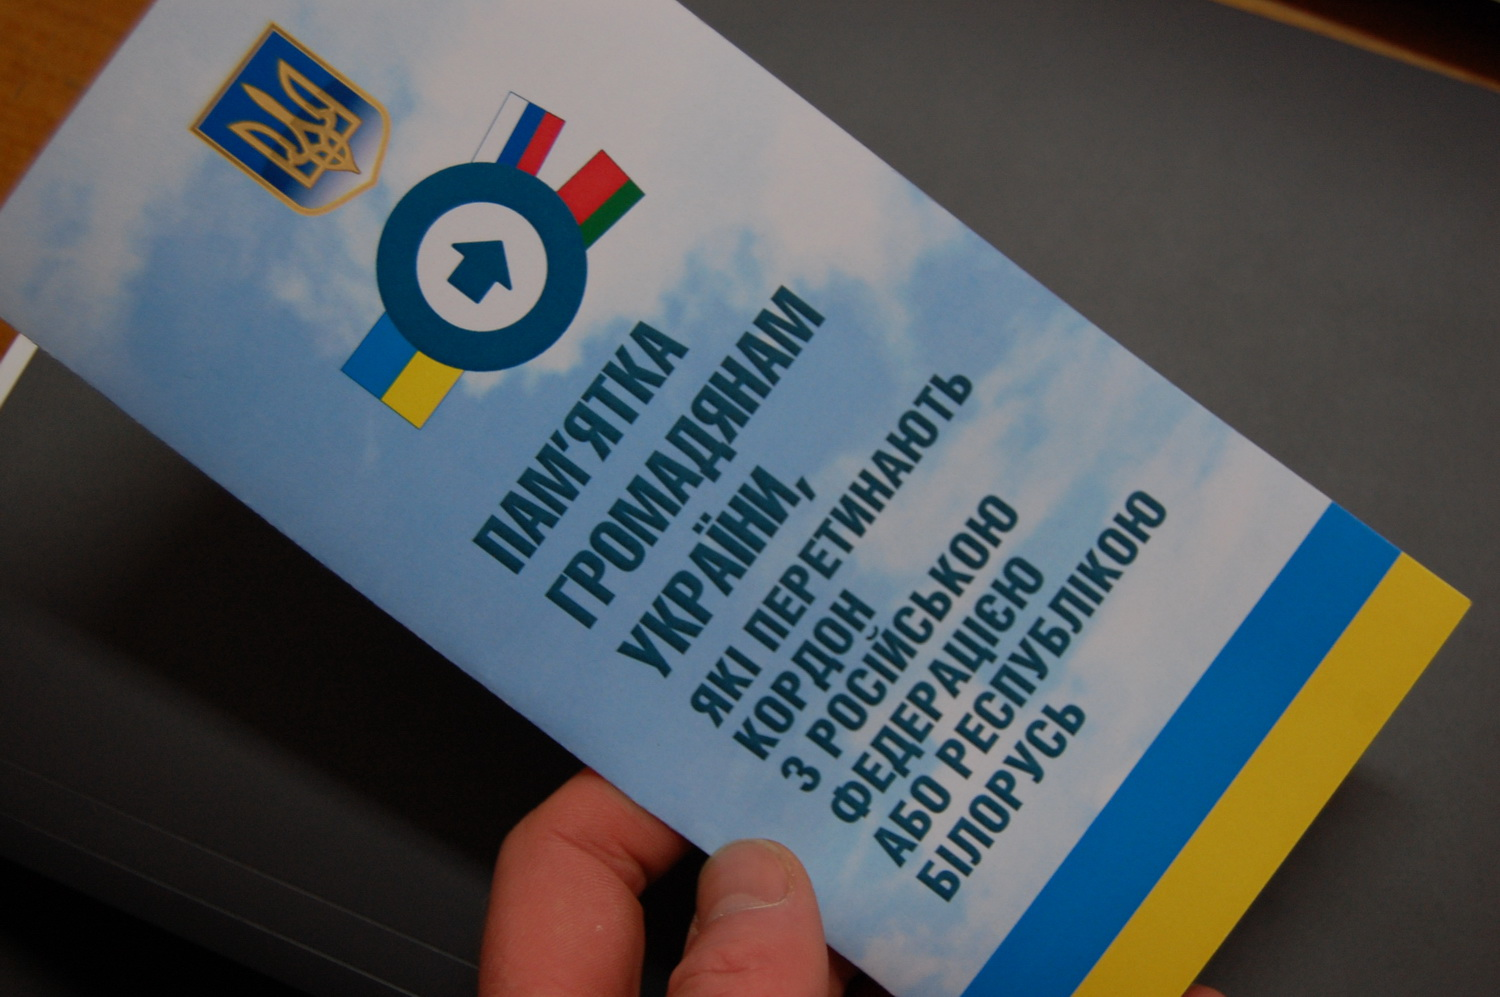 ПАМ'ЯТКА
ГРОМАДЯНАМ
УКРАЇНИ,
ЯКІ ПЕРЕТИНАЮТЬ
КОРДОН
З РОСІЙСЬКОЮ
ФЕДЕРАЦІЄЮ
АБО РЕСПУБЛІКОЮ
БІЛОРУСЬ